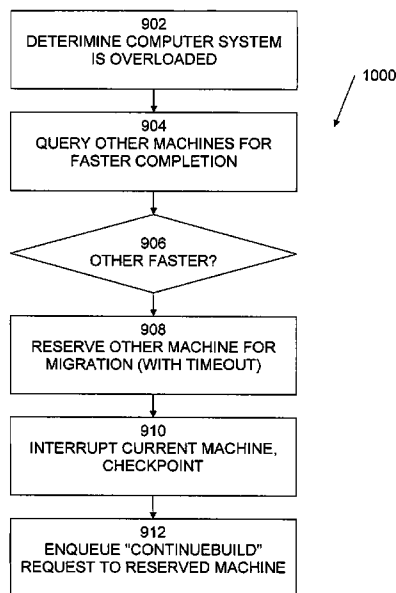 902
DETERIMINE COMPUTER SYSTEM
IS OVERLOADED
1000
904
QUERY OTHER MACHINES FOR
FASTER COMPLETION
906
OTHER FASTER?
908
RESERVE OTHER MACHINE FOR
MIGRATION (WITH TIMEOUT)
910
INTERRUPT CURRENT MACHINE,
CHECKPOINT
912
ENQUEUE "CONTINUEBUILD"
REQUEST TO RESERVED MACHINE